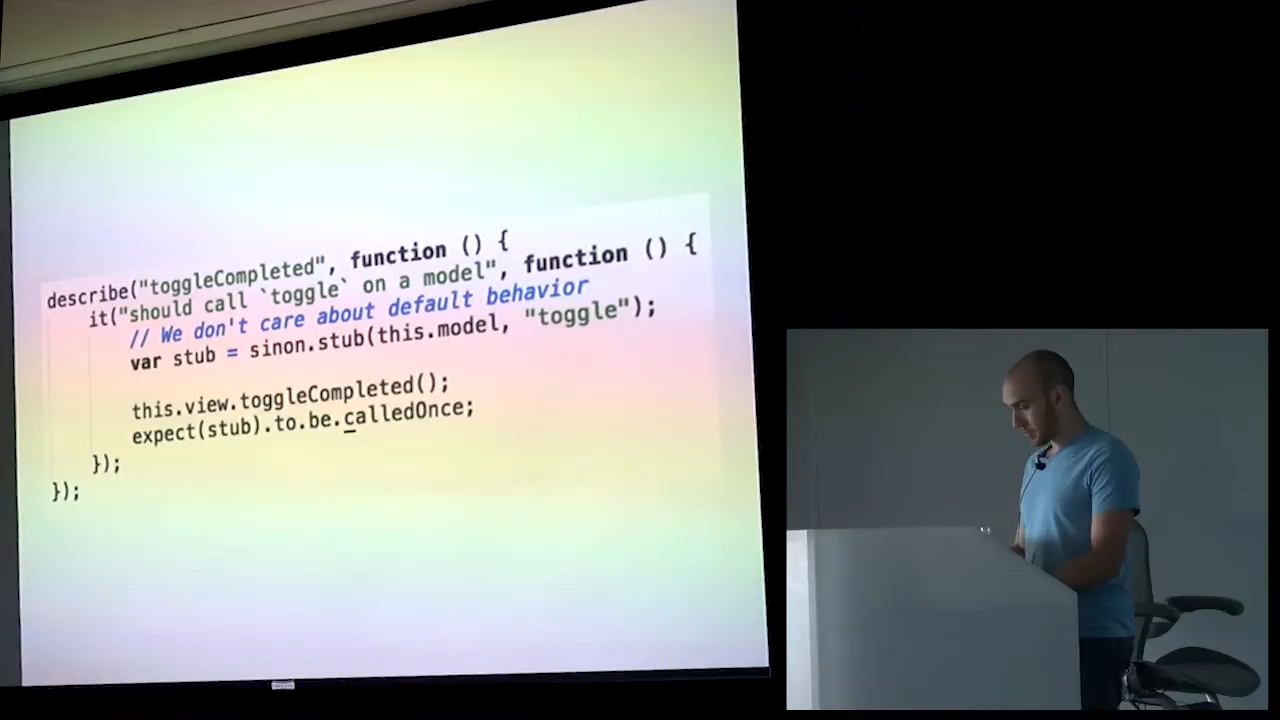 describe("toggleCompleted", function () {
it("should call `toggle` on a model", function () {
// We don't care about default behavior
var stub = sinon.stub(this.model, "toggle");
this.view.toggleCompleted();
expect(stub).to.be.calledOnce;
});
});